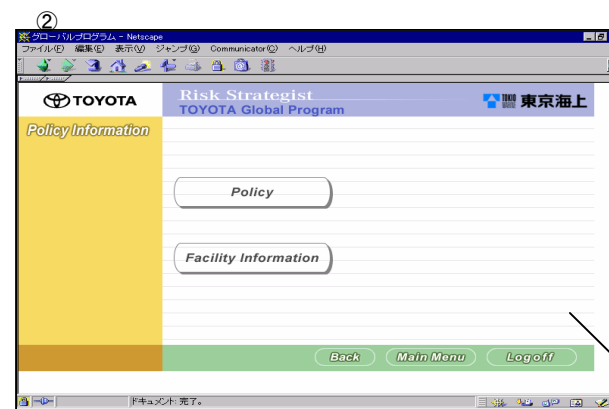 ②
グローバルプログラム - Netscape
ファイル(F) 編集(E) 表示(V) ジャンプ(G) Communicator(C) ヘルプ(H)
TOYOTA
Risk Strategist
TOYOTA Global Program
東京海上
Policy Information
Policy
Facility Information
Back Main Menu Logoff
ドキュメント: 完了。